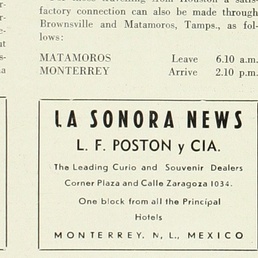 factory connection can also be made through
Brownsville and Matamoros, Tamps., as fol-
lows:
MATAMOROS Leave 6.10 a.m.
MONTERREY Arrive 2.10 p.m.
LA SONORA NEWS
L. F. POSTON y CIA.
The Leading Curio and Souvenir Dealers
Corner Plaza and Calle Zaragoza 1034.
One block from all the Principal
Hotels
MONTERREY, N. L., MEXICO